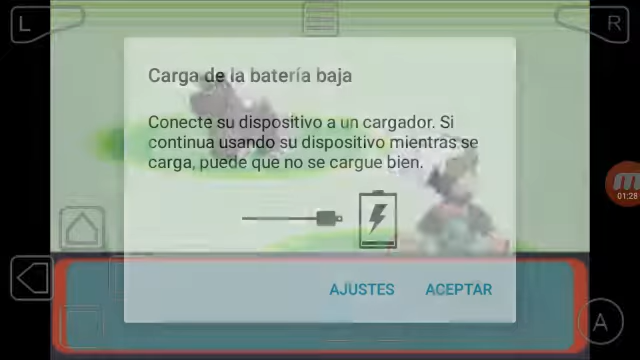 L
R
Carga de la batería baja
Conecte su dispositivo a un cargador. Si
continua usando su dispositivo mientras se
carga, puede que no se cargue bien.
01:28
AJUSTES ACEPTAR
A